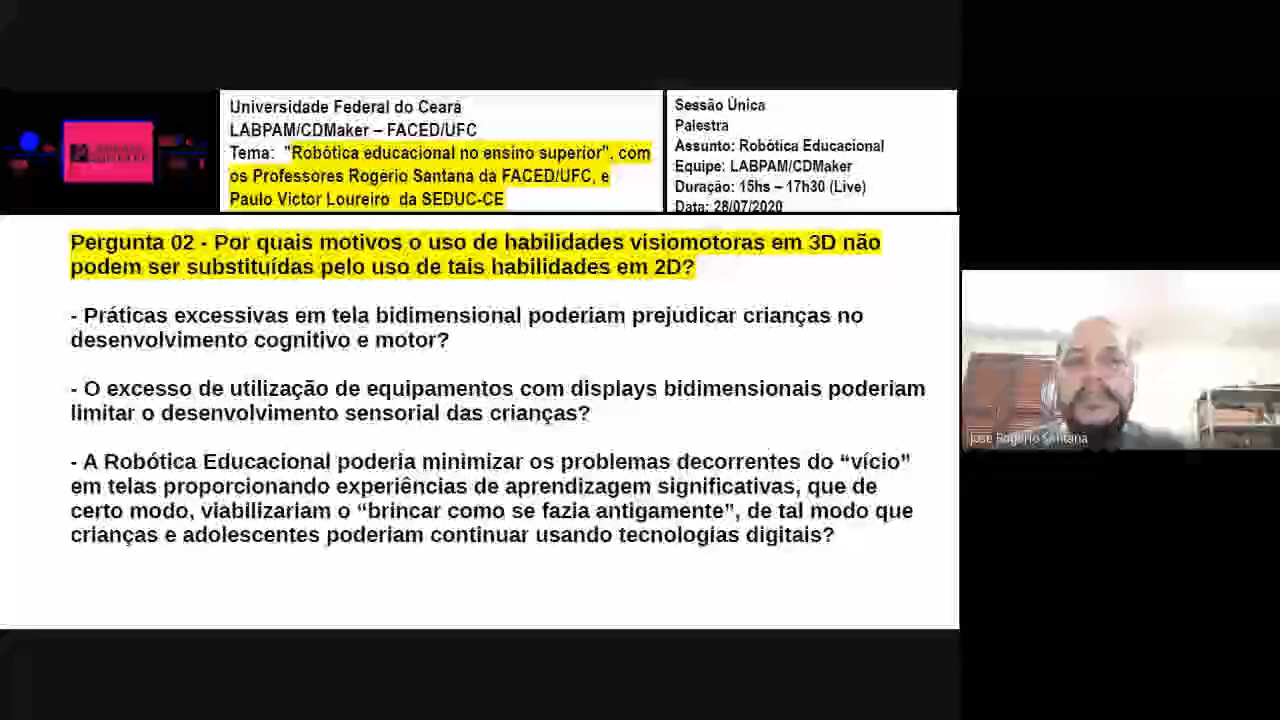 Universidade Federal do Ceará
LABPAM/CDMaker – FACED/UFC
Tema: "Robótica educacional no ensino superior", com
os Professores Rogerio Santana da FACED/UFC, e
Paulo Victor Loureiro da SEDUC-CE
Sessão Única
Palestra
Assunto: Robótica Educacional
Equipe: LABPAM/CDMaker
Duração: 15hs – 17h30 (Live)
Data: 28/07/2020
Pergunta 02 - Por quais motivos o uso de habilidades visiomotoras em 3D não
podem ser substituídas pelo uso de tais habilidades em 2D?
- Práticas excessivas em tela bidimensional poderiam prejudicar crianças no
desenvolvimento cognitivo e motor?
- O excesso de utilização de equipamentos com displays bidimensionais poderiam
limitar o desenvolvimento sensorial das crianças?
- A Robótica Educacional poderia minimizar os problemas decorrentes do “vício”
em telas proporcionando experiências de aprendizagem significativas, que de
certo modo, viabilizariam o “brincar como se fazia antigamente”, de tal modo que
crianças e adolescentes poderiam continuar usando tecnologias digitais?
Jose Rogerio Santana